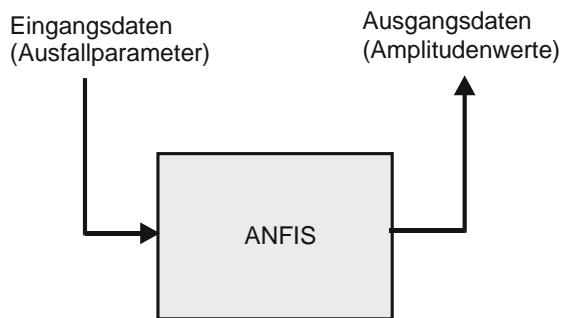 Eingangsdaten
(Ausfallparameter)
Ausgangsdaten
(Amplitudenwerte)
ANFIS